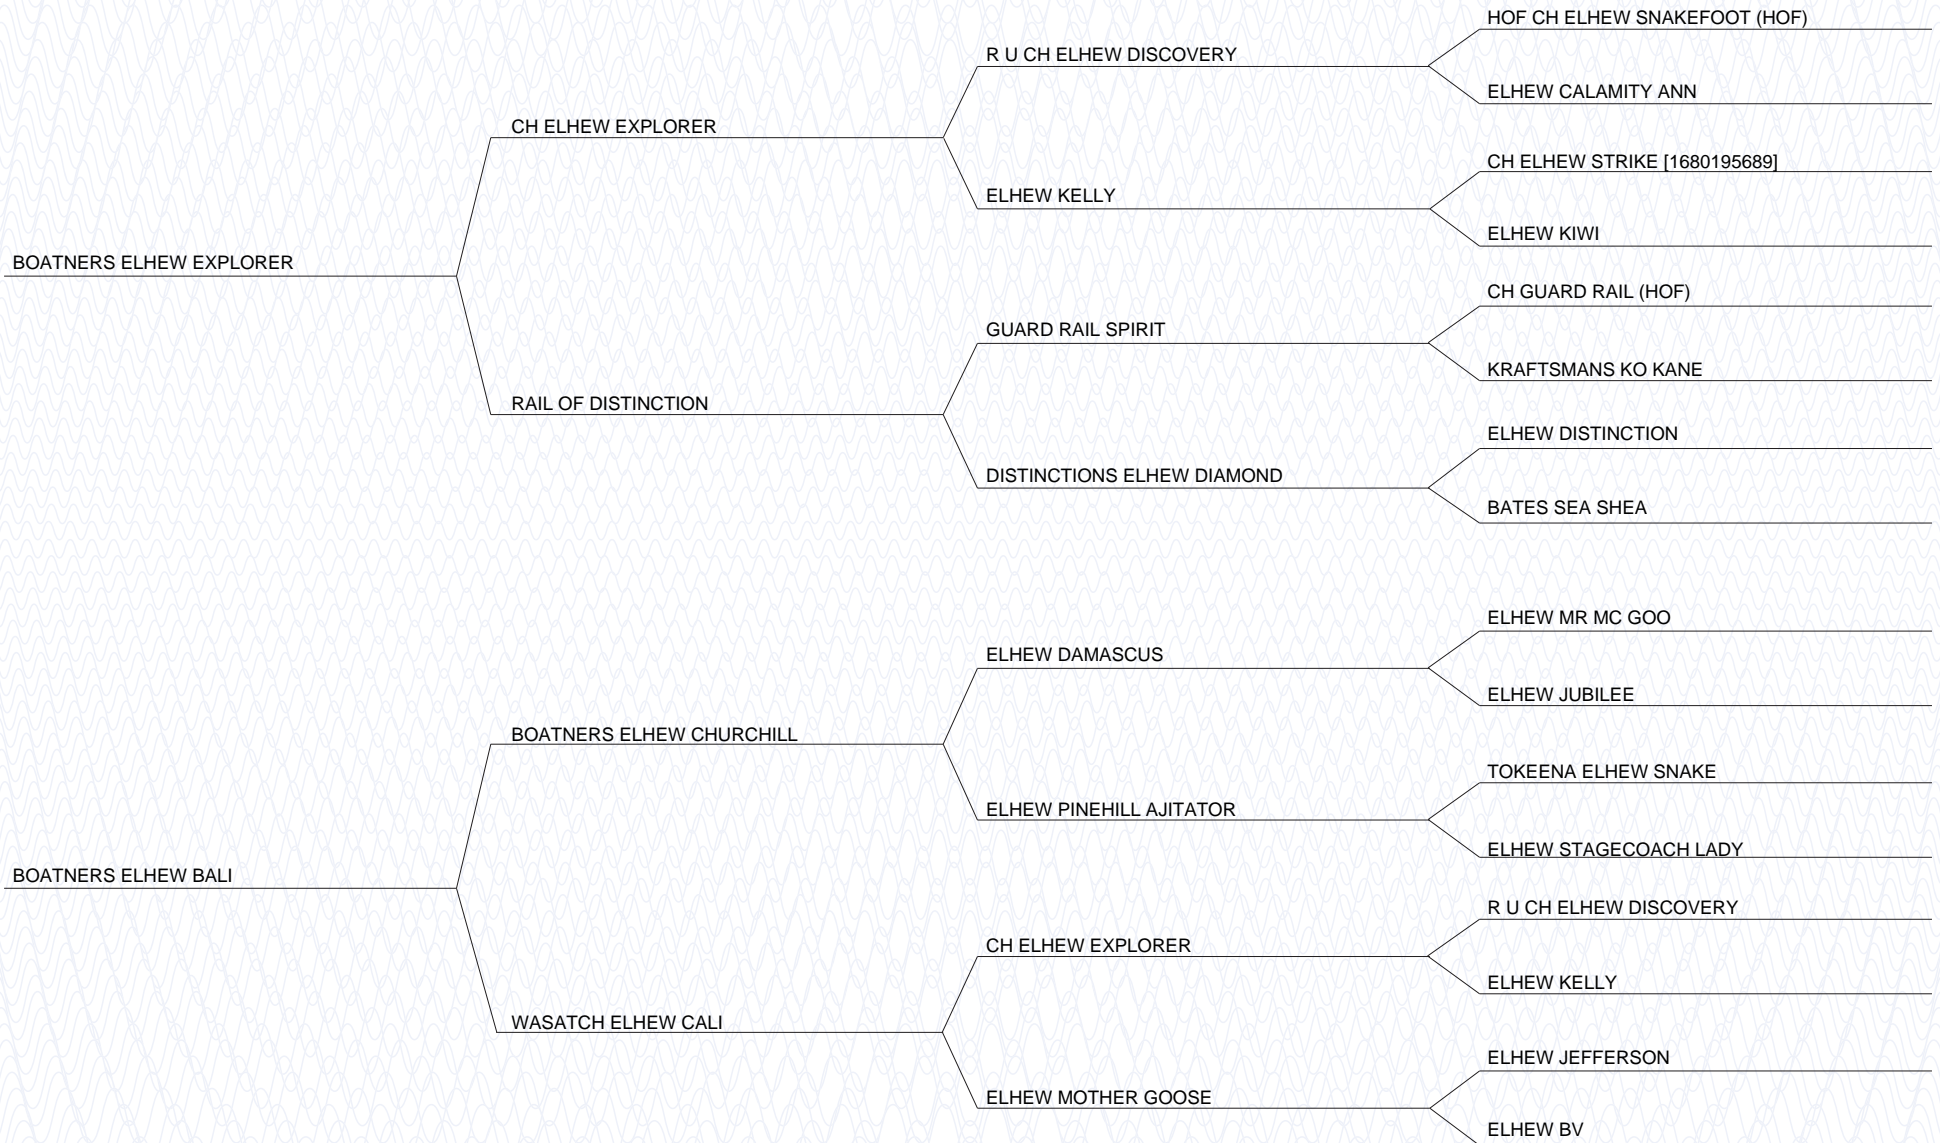 HOF CH ELHEW SNAKEFOOT (HOF)
R U CH ELHEW DISCOVERY
ELHEW CALAMITY ANN
CH ELHEW EXPLORER
CH ELHEW STRIKE [1680195689]
ELHEW KELLY
ELHEW KIWI
BOATNERS ELHEW EXPLORER
CH GUARD RAIL (HOF)
GUARD RAIL SPIRIT
KRAFTSMANS KO KANE
RAIL OF DISTINCTION
ELHEW DISTINCTION
DISTINCTIONS ELHEW DIAMOND
BATES SEA SHEA
ELHEW MR MC GOO
ELHEW DAMASCUS
ELHEW JUBILEE
BOATNERS ELHEW CHURCHILL
TOKEENA ELHEW SNAKE
ELHEW PINEHILL AJITATOR
ELHEW STAGECOACH LADY
BOATNERS ELHEW BALI
R U CH ELHEW DISCOVERY
CH ELHEW EXPLORER
ELHEW KELLY
WASATCH ELHEW CALI
ELHEW JEFFERSON
ELHEW MOTHER GOOSE
ELHEW BV